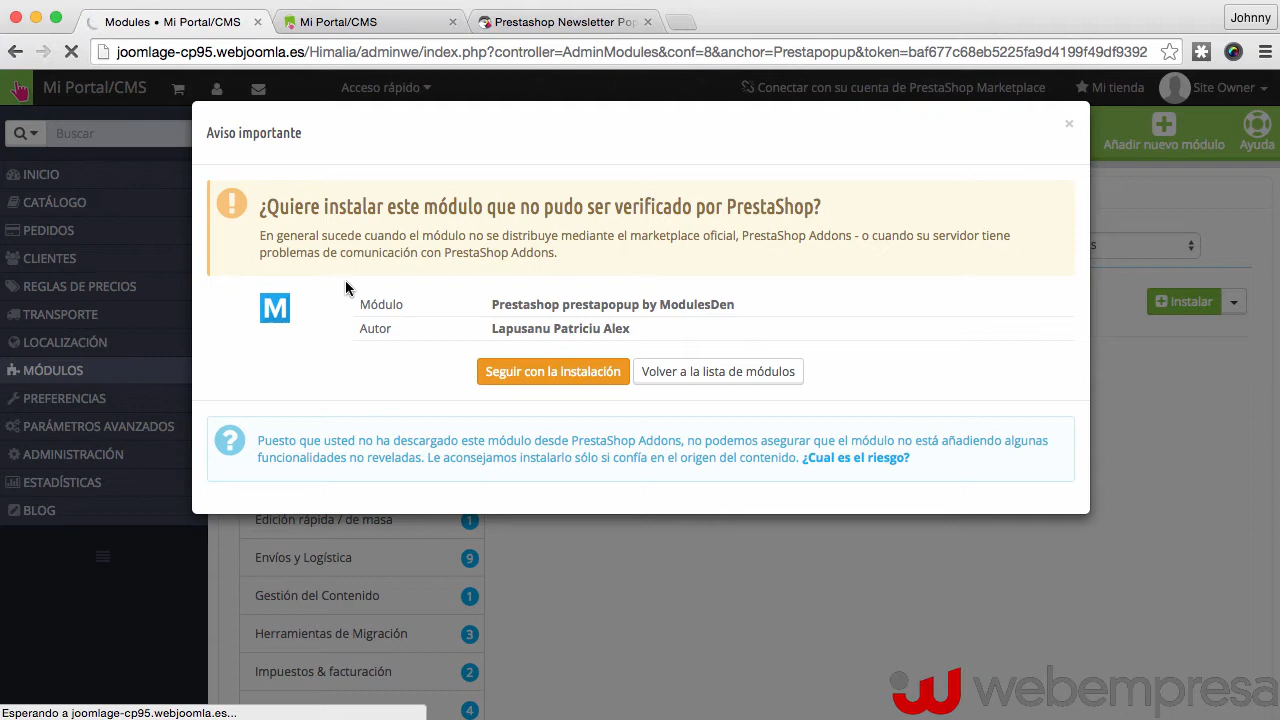 Modules • Mi Portal/CMS
Mi Portal/CMS
Prestashop Newsletter Pop
Johnny
joomlage-cp95.webjoomla.es/Himalia/adminwe/index.php?controller=AdminModules&conf=8&anchor=Prestapopup&token=baf677c68eb5225fa9d4199f49df9392
Mi Portal/CMS
Acceso rápido
Conectar con su cuenta de PrestaShop Marketplace
Mi tienda
Site Owner
Buscar
Añadir nuevo módulo
Ayuda
INICIO
CATÁLOGO
PEDIDOS
CLIENTES
REGLAS DE PRECIOS
TRANSPORTE
LOCALIZACIÓN
MÓDULOS
PREFERENCIAS
PARÁMETROS AVANZADOS
ADMINISTRACIÓN
ESTADÍSTICAS
BLOG
Aviso importante
×
¿Quiere instalar este módulo que no pudo ser verificado por PrestaShop?
En general sucede cuando el módulo no se distribuye mediante el marketplace oficial, PrestaShop Addons - o cuando su servidor tiene
problemas de comunicación con PrestaShop Addons.
M
Módulo Prestashop prestapopup by ModulesDen
Autor Lapusanu Patriciu Alex
Seguir con la instalación
Volver a la lista de módulos
Puesto que usted no ha descargado este módulo desde PrestaShop Addons, no podemos asegurar que el módulo no está añadiendo algunas
funcionalidades no reveladas. Le aconsejamos instalarlo sólo si confía en el origen del contenido. ¿Cual es el riesgo?
s
Instalar
Edición rápida / de masa 1
Envíos y Logística 9
Gestión del Contenido 1
Herramientas de Migración 3
Impuestos & facturación 2
4
Esperando a joomlage-cp95.webjoomla.es...
webempresa